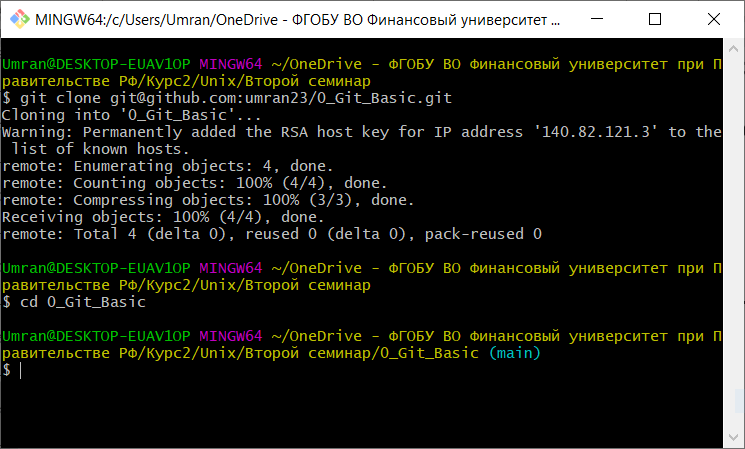 MINGW64:/c/Users/Umran/OneDrive - ФГОБУ ВО Финансовый университет ...
Umran@DESKTOP-EUAV1OP MINGW64 ~/OneDrive - ФГОБУ ВО Финансовый университет при П
равительстве РФ/Курс2/Unix/Второй семинар
$ git clone git@github.com:umran23/0_Git_Basic.git
Cloning into '0_Git_Basic'...
Warning: Permanently added the RSA host key for IP address '140.82.121.3' to the
 list of known hosts.
remote: Enumerating objects: 4, done.
remote: Counting objects: 100% (4/4), done.
remote: Compressing objects: 100% (3/3), done.
Receiving objects: 100% (4/4), done.
remote: Total 4 (delta 0), reused 0 (delta 0), pack-reused 0
Umran@DESKTOP-EUAV1OP MINGW64 ~/OneDrive - ФГОБУ ВО Финансовый университет при П
равительстве РФ/Курс2/Unix/Второй семинар
$ cd 0_Git_Basic
Umran@DESKTOP-EUAV1OP MINGW64 ~/OneDrive - ФГОБУ ВО Финансовый университет при П
равительстве РФ/Курс2/Unix/Второй семинар/0_Git_Basic (main)
$